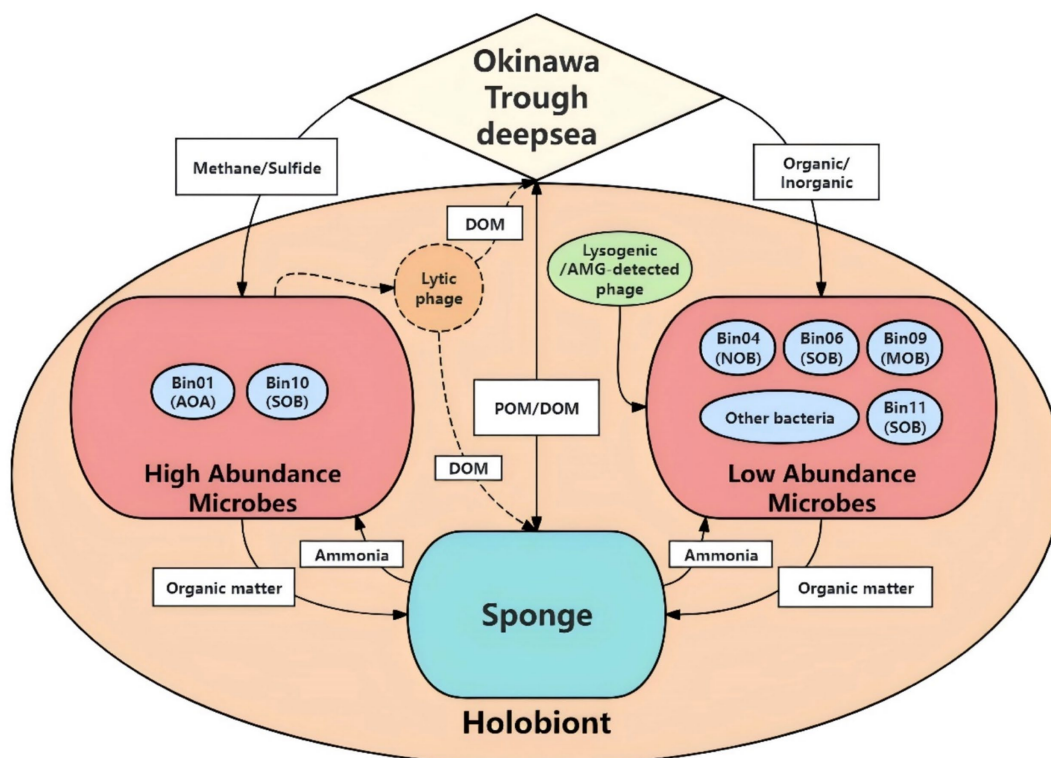 Okinawa
Trough
deepsea
Methane/Sulfide
Organic/
Inorganic
DOM
Lytic
phage
Lysogenic
/AMG-detected
phage
Bin01
(AOA)
Bin10
(SOB)
High Abundance
Microbes
POM/DOM
DOM
Bin04
(NOB)
Bin06
(SOB)
Bin09
(MOB)
Other bacteria
Bin11
(SOB)
Low Abundance
Microbes
Ammonia
Organic matter
Ammonia
Organic matter
Sponge
Holobiont